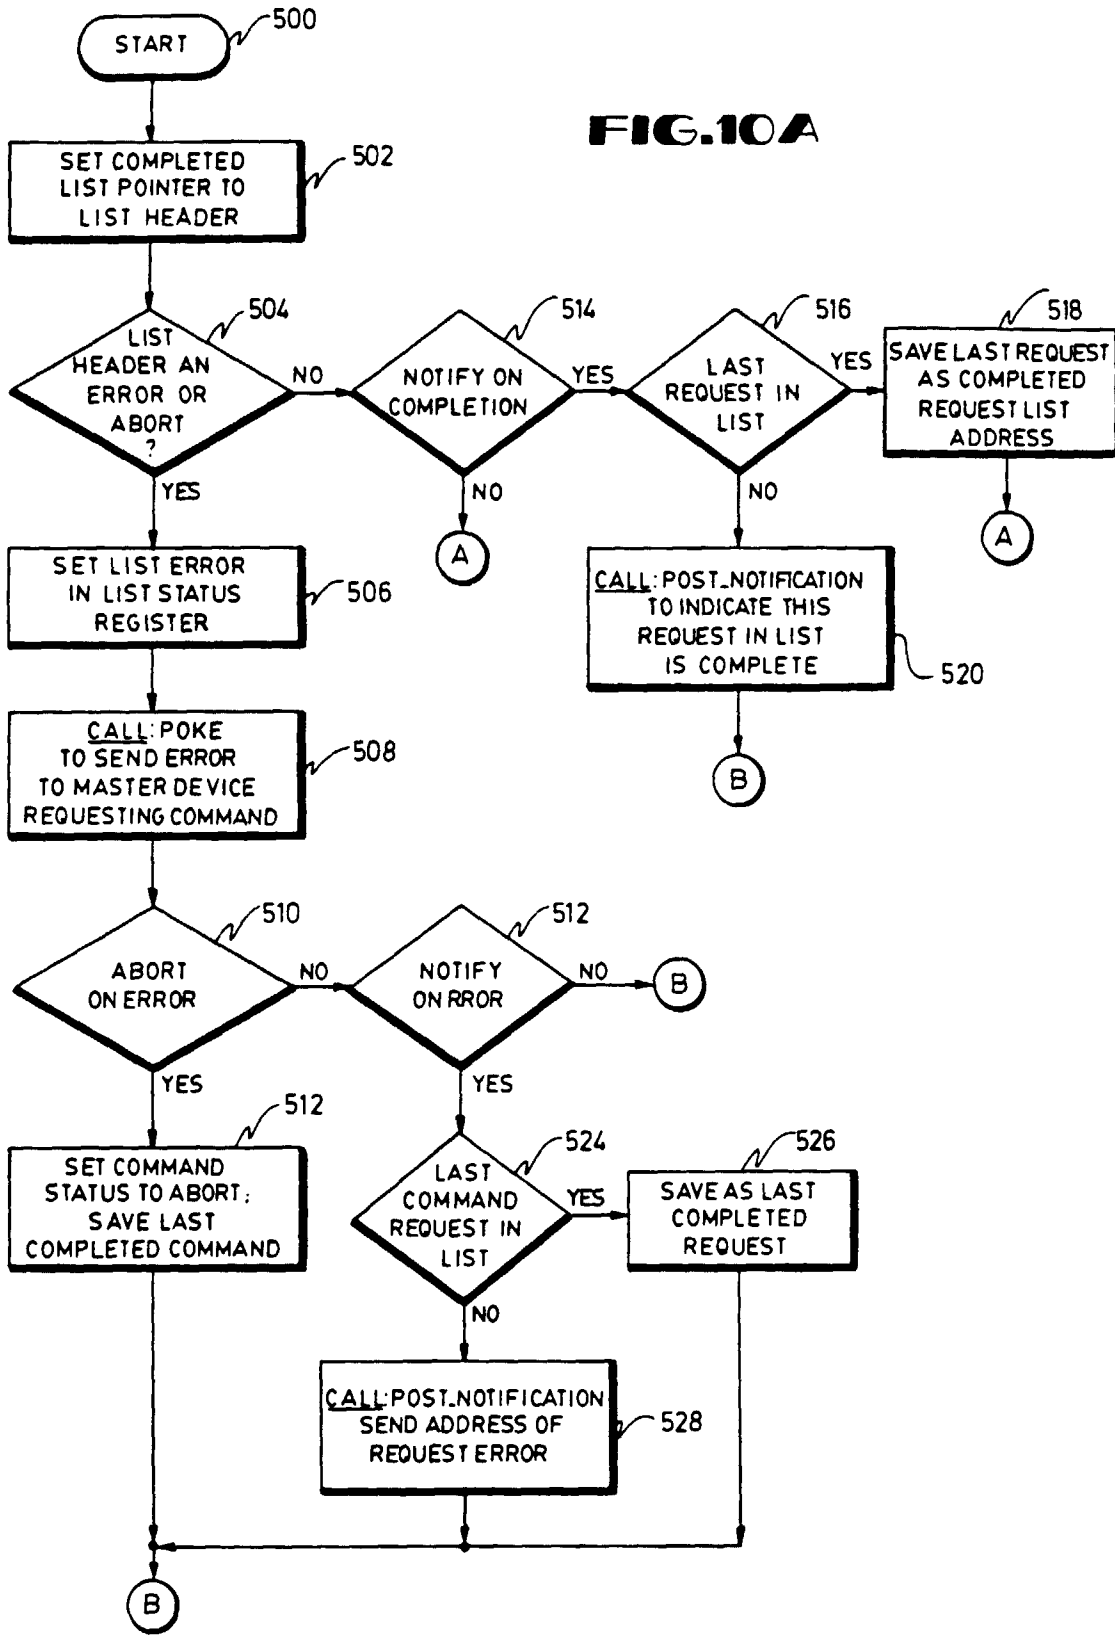 START
500
FIG.10A
SET COMPLETED
LIST POINTER TO
LIST HEADER
502
LIST
HEADER AN
ERROR OR
ABORT
?
504
NO
YES
NOTIFY ON
COMPLETION
514
YES
NO
A
LAST
REQUEST IN
LIST
516
YES
NO
SAVE LAST REQUEST
AS COMPLETED
REQUEST LIST
ADDRESS
518
A
SET LIST ERROR
IN LIST STATUS
REGISTER
506
CALL:POST_NOTIFICATION
TO INDICATE THIS
REQUEST IN LIST
IS COMPLETE
520
B
CALL:POKE
TO SEND ERROR
TO MASTER DEVICE
REQUESTING COMMAND
508
ABORT
ON ERROR
510
NO
YES
NOTIFY
ON RROR
512
NO
B
YES
SET COMMAND
STATUS TO ABORT;
SAVE LAST
COMPLETED COMMAND
512
LAST
COMMAND
REQUEST IN
LIST
524
YES
NO
SAVE AS LAST
COMPLETED
REQUEST
526
CALL:POST_NOTIFICATION
SEND ADDRESS OF
REQUEST ERROR
528
B